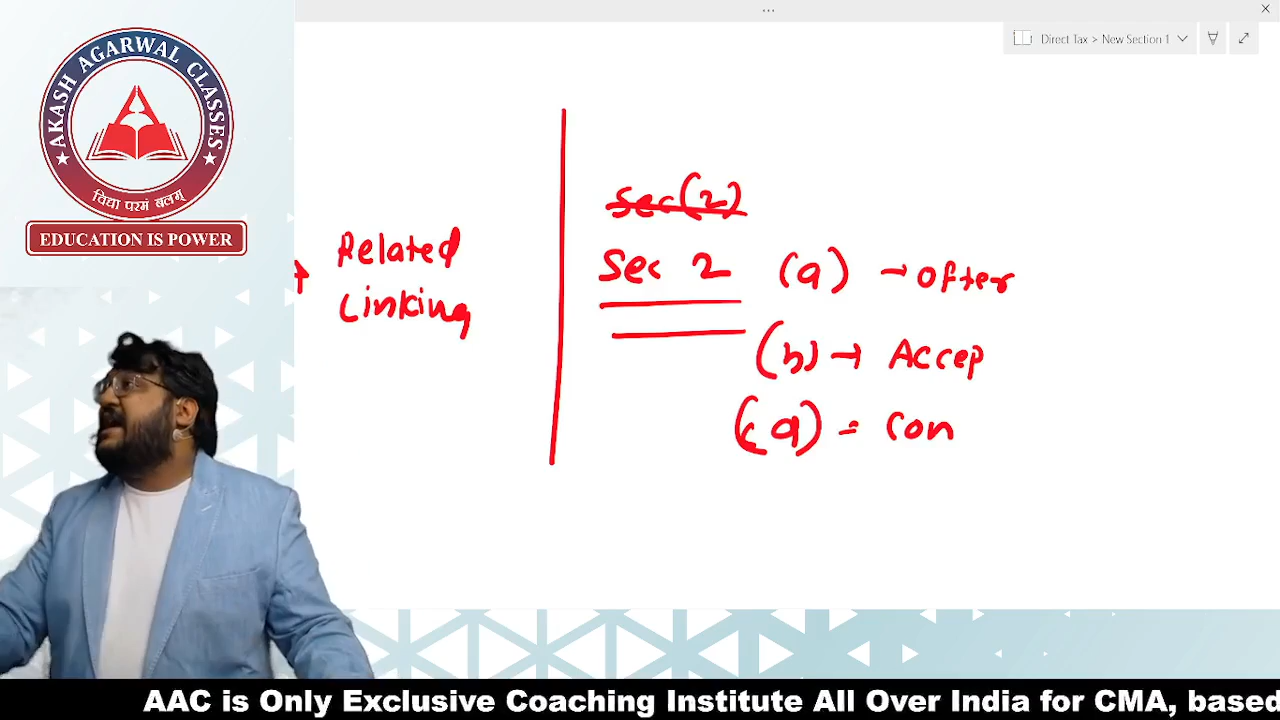 AKASH AGARWAL CLASSES
विद्या परमं बलम्
EDUCATION IS POWER
Direct Tax > New Section 1
Related
Linking
Sec(2)
Sec 2 (a) → Offer
(b) → Accep
= Con
AAC is Only Exclusive Coaching Institute All Over India for CMA, based